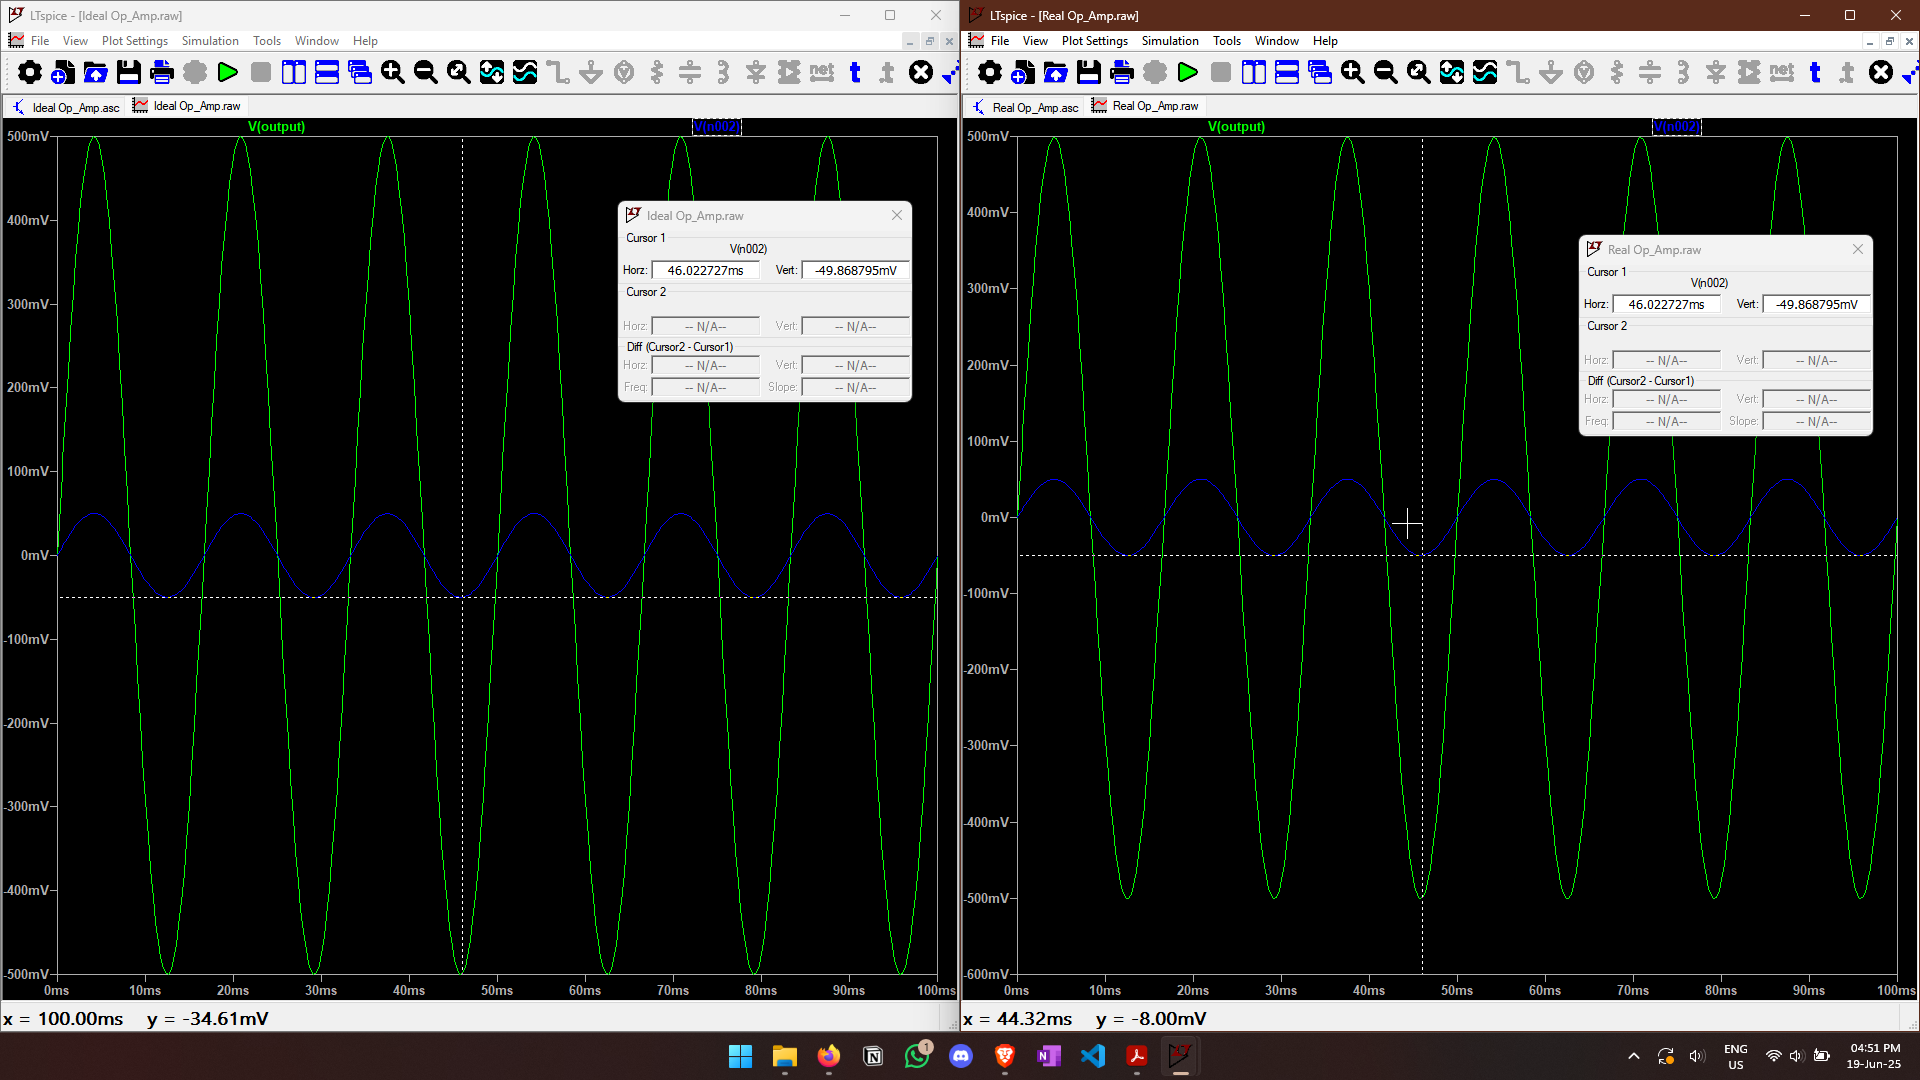 LTspice - [Ideal Op_Amp.raw]
File View Plot Settings Simulation Tools Window Help
Ideal Op_Amp.asc Ideal Op_Amp.raw
V(output) V(n002)
500mV
400mV
300mV
200mV
100mV
0mV
-100mV
-200mV
-300mV
-400mV
-500mV
0ms 10ms 20ms 30ms 40ms 50ms 60ms 70ms 80ms 90ms 100ms
Ideal Op_Amp.raw
Cursor 1
V(n002)
Horz: 46.022727ms Vert: -49.868795mV
Cursor 2
Horz: -- N/A-- Vert: -- N/A--
Diff (Cursor2 - Cursor1)
Horz: -- N/A-- Vert: -- N/A--
Freq: -- N/A-- Slope: -- N/A--
x = 100.00ms y = -34.61mV
LTspice - [Real Op_Amp.raw]
File View Plot Settings Simulation Tools Window Help
Real Op_Amp.asc Real Op_Amp.raw
V(output) V(n002)
500mV
400mV
300mV
200mV
100mV
0mV
-100mV
-200mV
-300mV
-400mV
-500mV
-600mV
0ms 10ms 20ms 30ms 40ms 50ms 60ms 70ms 80ms 90ms 100ms
Real Op_Amp.raw
Cursor 1
V(n002)
Horz: 46.022727ms Vert: -49.868795mV
Cursor 2
Horz: -- N/A-- Vert: -- N/A--
Diff (Cursor2 - Cursor1)
Horz: -- N/A-- Vert: -- N/A--
Freq: -- N/A-- Slope: -- N/A--
x = 44.32ms y = -8.00mV
1
ENG
US
04:51 PM
19-Jun-25